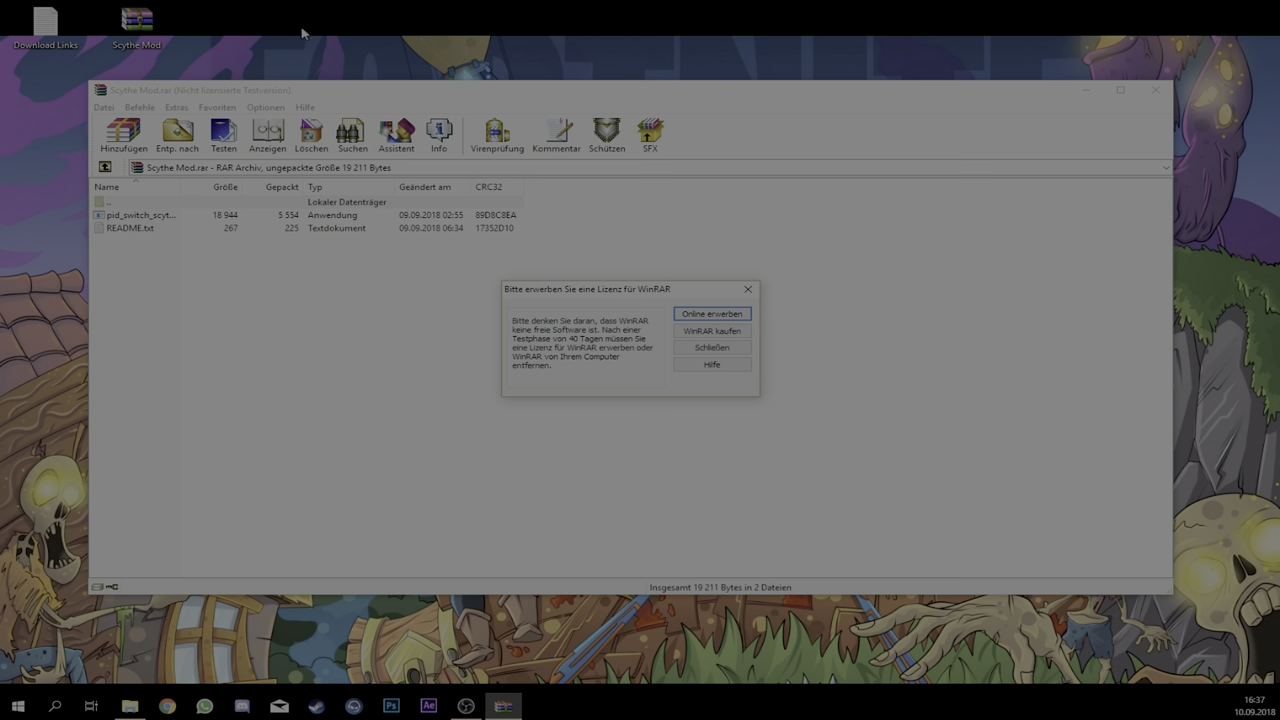 Download Links
Scythe Mod
FORTNITE
Scythe Mod.rar (Nicht lizensierte Testversion)
Datei Befehle Extras Favoriten Optionen Hilfe
Hinzufügen Entp. nach Testen Anzeigen Löschen Suchen Assistent Info Virenprüfung Kommentar Schützen SFX
Scythe Mod.rar - RAR Archiv, ungepackte Größe 19 211 Bytes
Name Größe Gepackt Typ Geändert am CRC32
.. Lokaler Datenträger
pid_switch_scyt... 18 944 5 554 Anwendung 09.09.2018 02:55 89D8C8EA
README.txt 267 225 Textdokument 09.09.2018 06:34 17352D10
Bitte erwerben Sie eine Lizenz für WinRAR
Bitte denken Sie daran, dass WinRAR
keine freie Software ist. Nach einer
Testphase von 40 Tagen müssen Sie
eine Lizenz für WinRAR erwerben oder
WinRAR von Ihrem Computer
entfernen.
Online erwerben
WinRAR kaufen
Schließen
Hilfe
Insgesamt 19 211 Bytes in 2 Dateien
Ps
Ae
16:37
10.09.2018